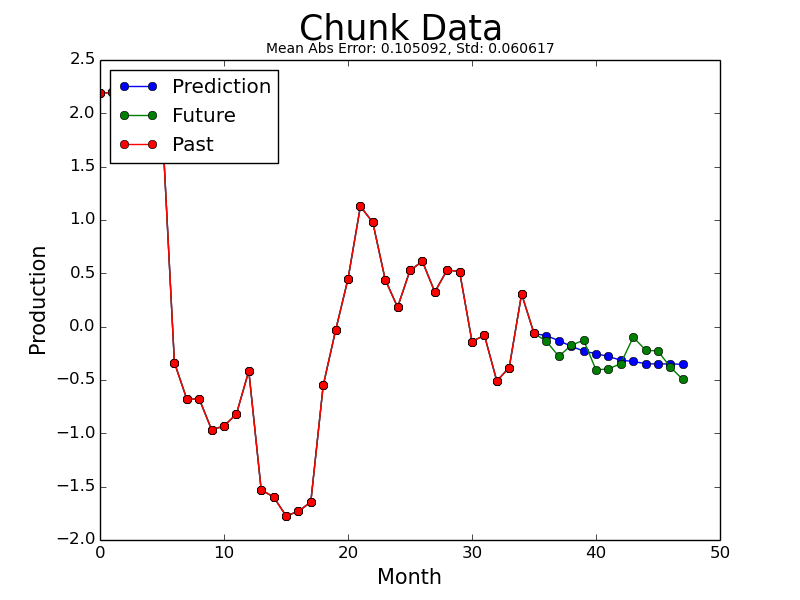 Chunk Data
Mean Abs Error: 0.105092, Std: 0.060617
2.5
2.0
1.5
1.0
0.5
0.0
−0.5
−1.0
−1.5
−2.0
Production
Prediction
Future
Past
0 10 20 30 40 50
Month